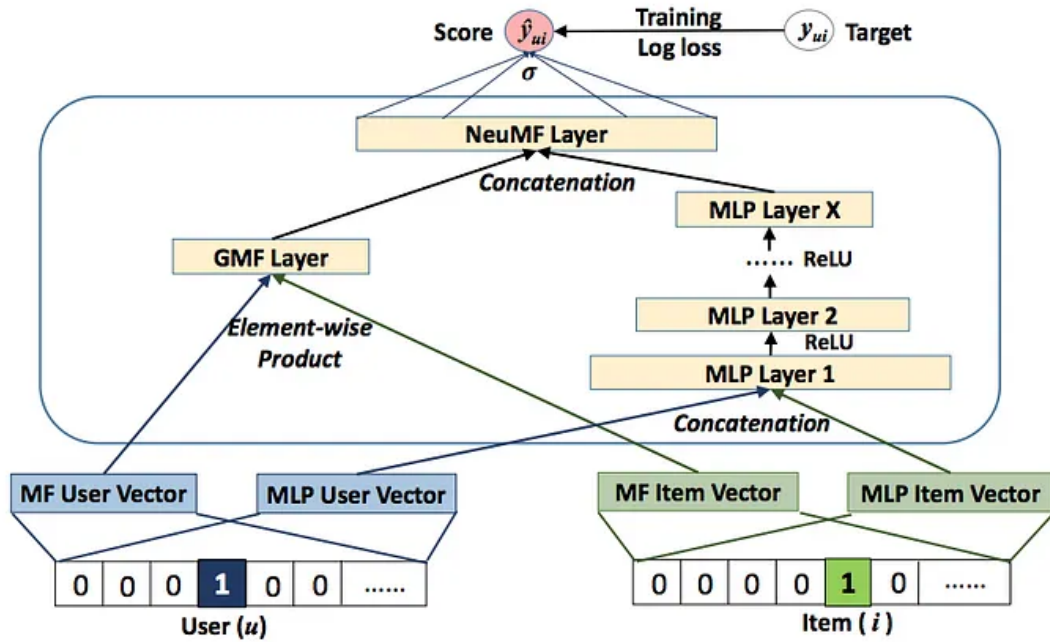 Score ŷui Training yui Target
Log loss
σ
NeuMF Layer
Concatenation
MLP Layer X
GMF Layer
...... ReLU
Element-wise
Product
MLP Layer 2
ReLU
MLP Layer 1
Concatenation
MF User Vector MLP User Vector MF Item Vector MLP Item Vector
0 0 0 1 0 0 ...... 0 0 0 0 1 0 ......
User (u) Item ( i )